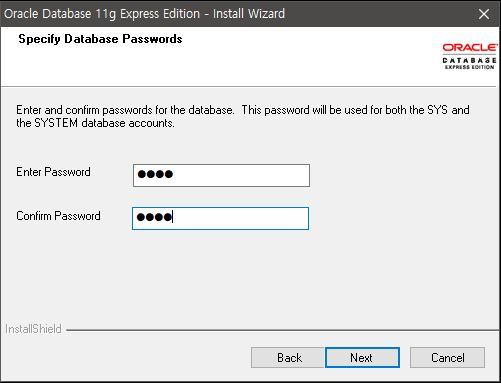 Oracle Database 11g Express Edition - Install Wizard
Specify Database Passwords
ORACLE
DATABASE
EXPRESS EDITION
Enter and confirm passwords for the database. This password will be used for both the SYS and
the SYSTEM database accounts.
Enter Password
●●●●
Confirm Password
●●●●
InstallShield
Back
Next
Cancel